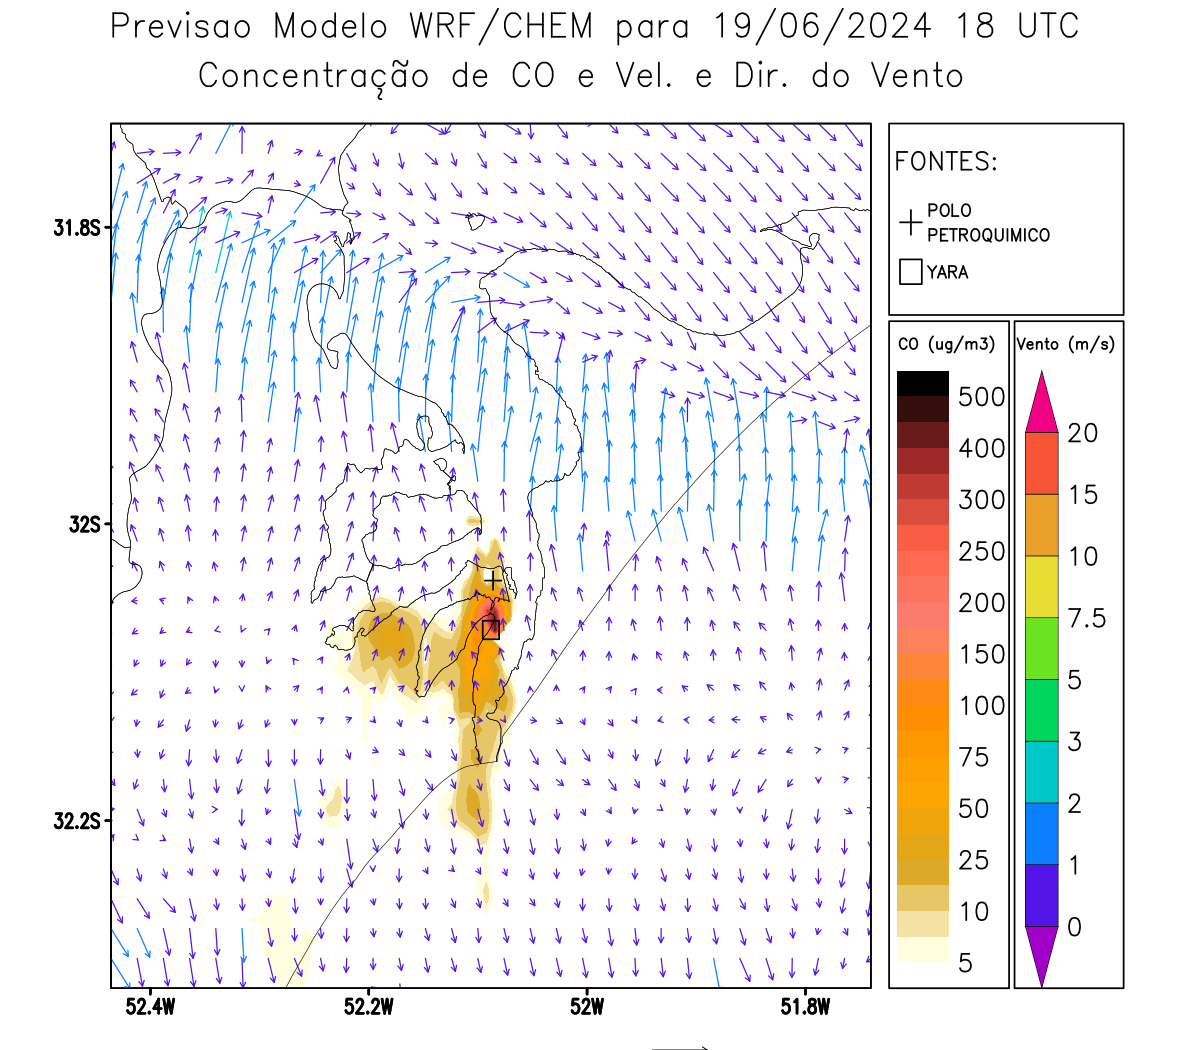 Previsao Modelo WRF/CHEM para 19/06/2024 18 UTC
Concentração de CO e Vel. e Dir. do Vento
FONTES:
POLO
PETROQUIMICO
YARA
CO (ug/m3)
500
400
300
250
200
150
100
75
50
25
10
5
Vento (m/s)
20
15
10
7.5
5
3
2
1
0
31.8S
32S
32.2S
52.4W
52.2W
52W
51.8W